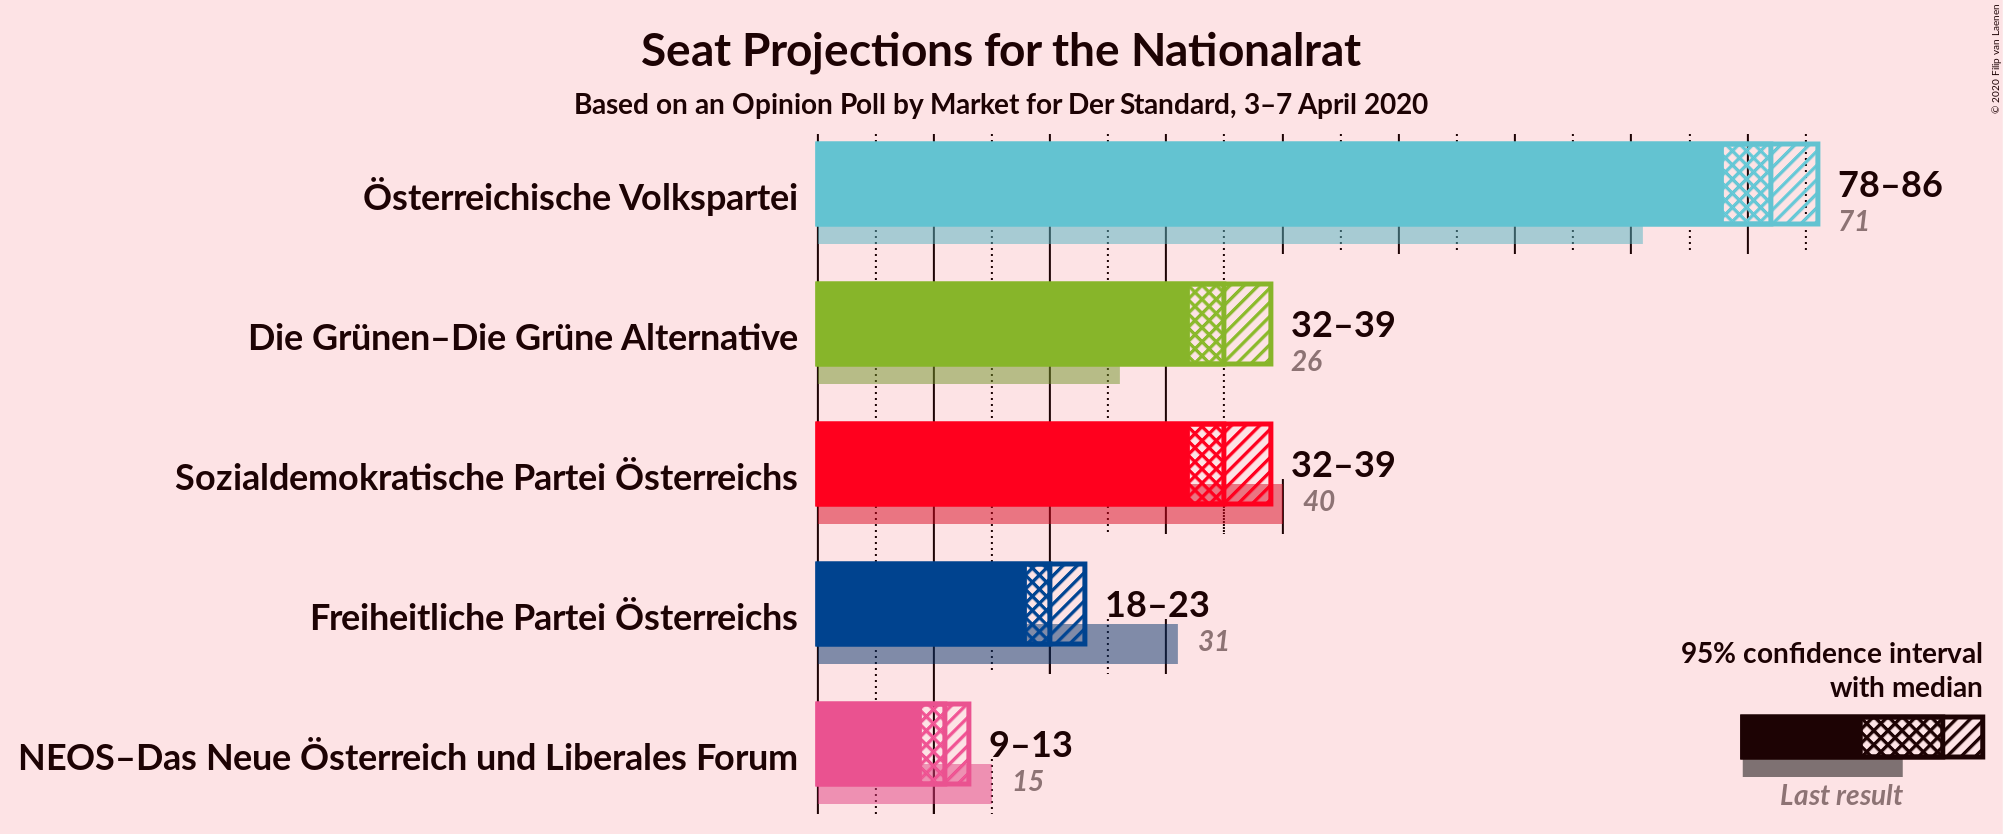 Seat Projections for the Nationalrat
Based on an Opinion Poll by Market for Der Standard, 3–7 April 2020
© 2020 Filip van Laenen
Österreichische Volkspartei
78–86
71
Die Grünen–Die Grüne Alternative
32–39
26
Sozialdemokratische Partei Österreichs
32–39
40
Freiheitliche Partei Österreichs
18–23
31
NEOS–Das Neue Österreich und Liberales Forum
9–13
15
95% confidence interval
with median
Last result